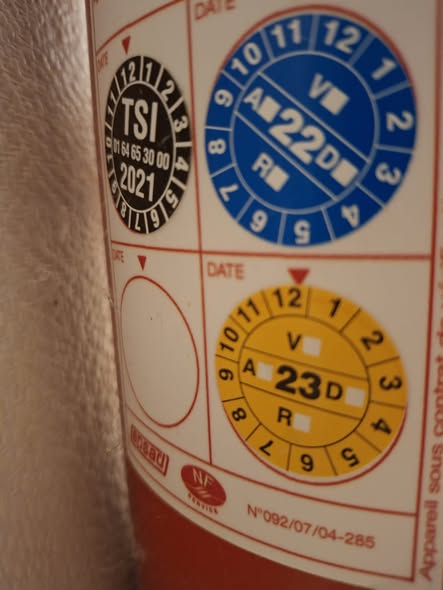 DATE
DATE
12 1 2 3 4 5 6 7 8 9 10 11
TSI
01 64 65 30 00
2021
12 1 2 3 4 5 6 7 8 9 10 11
V
A 22 D
R
DATE
DATE
12 1 2 3 4 5 6 7 8 9 10 11
V
A 23 D
R
NF
SERVICE
N°092/07/04-285
Appareil sous contrat